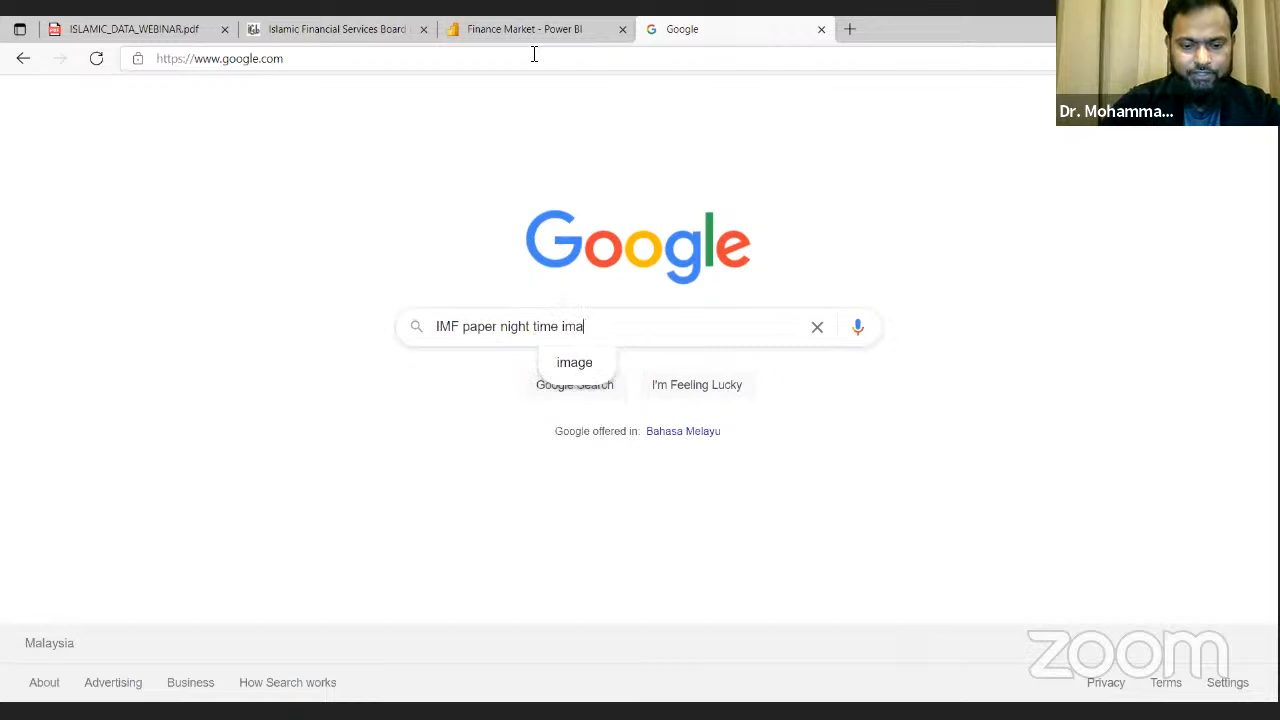 ISLAMIC_DATA_WEBINAR.pdf
Islamic Financial Services Board
Finance Market - Power BI
Google
https://www.google.com
Dr. Mohamma...
Google
IMF paper night time ima
image
Google Search
I'm Feeling Lucky
Google offered in: Bahasa Melayu
Malaysia
zoom
About
Advertising
Business
How Search works
Privacy
Terms
Settings